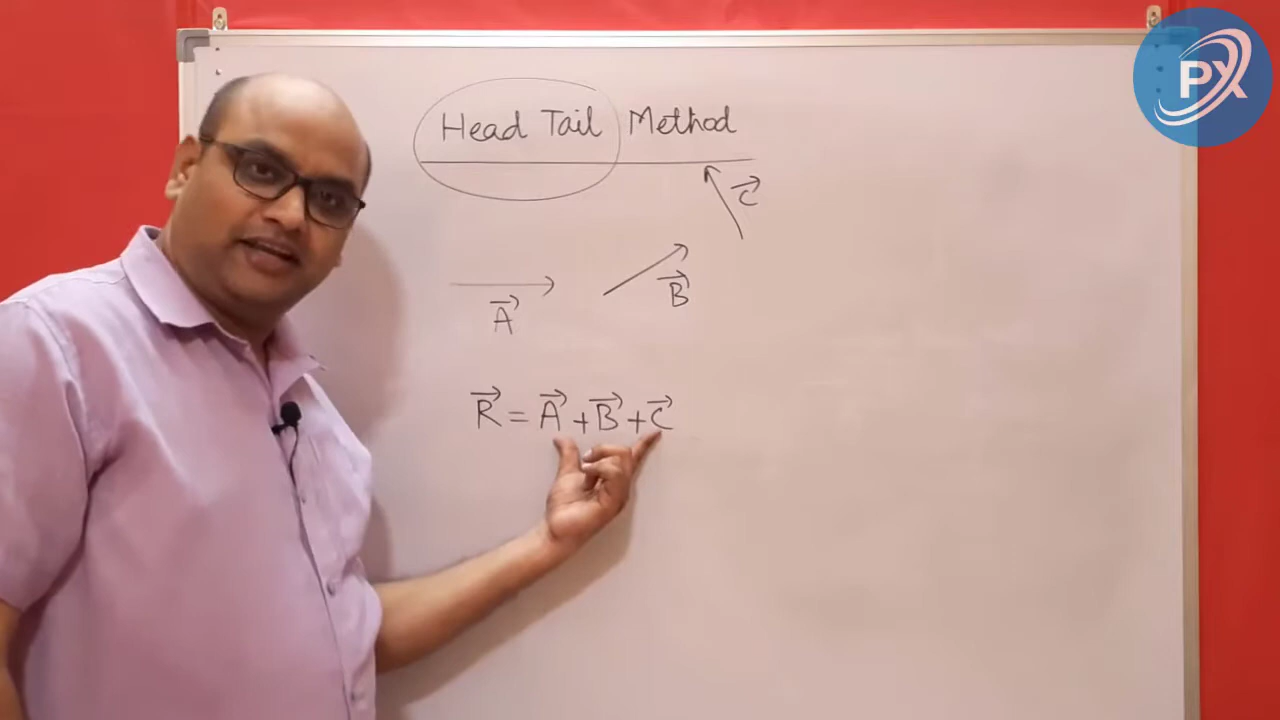 PX
Head Tail Method
C⃗
B⃗
A⃗
R⃗ = A⃗ + B⃗ + C⃗